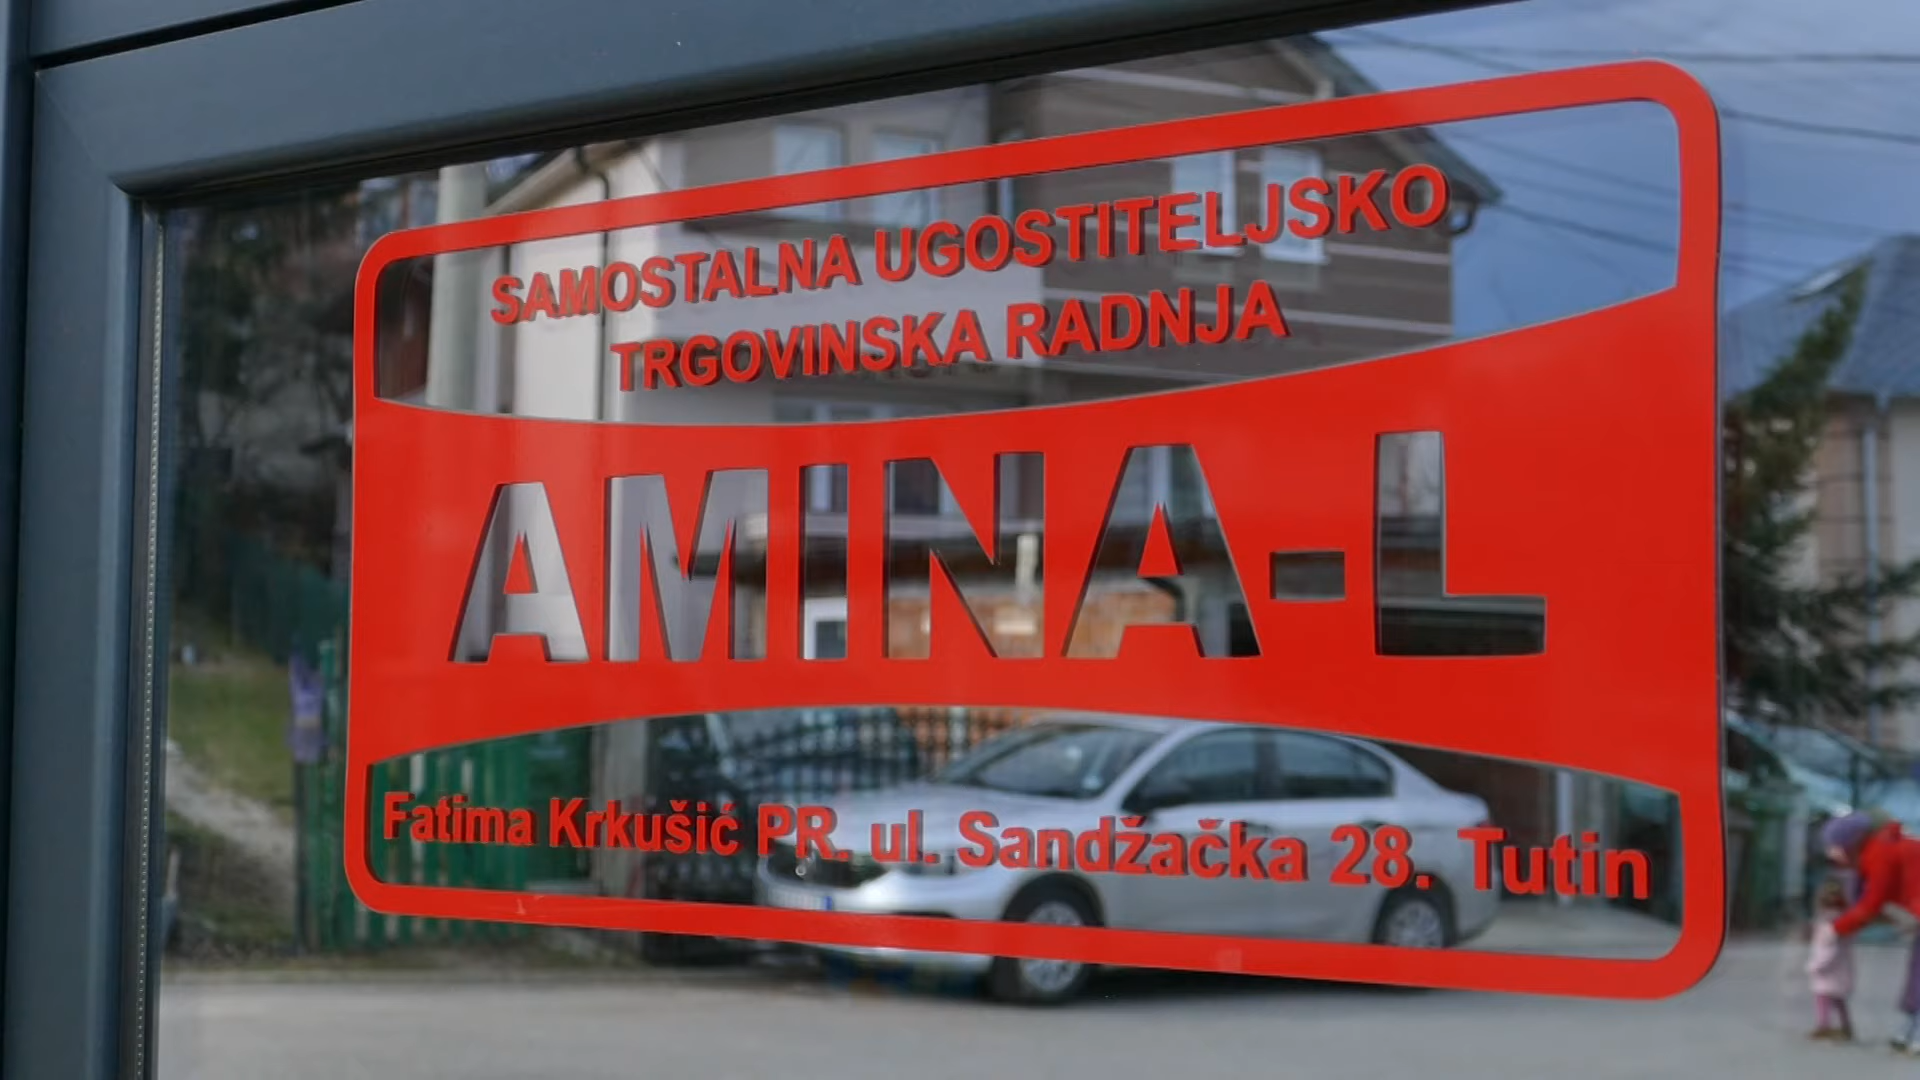 SAMOSTALNA UGOSTITELJSKO
TRGOVINSKA RADNJA
AMINA-L
Fatima Krkušić PR. ul. Sandžačka 28. Tutin